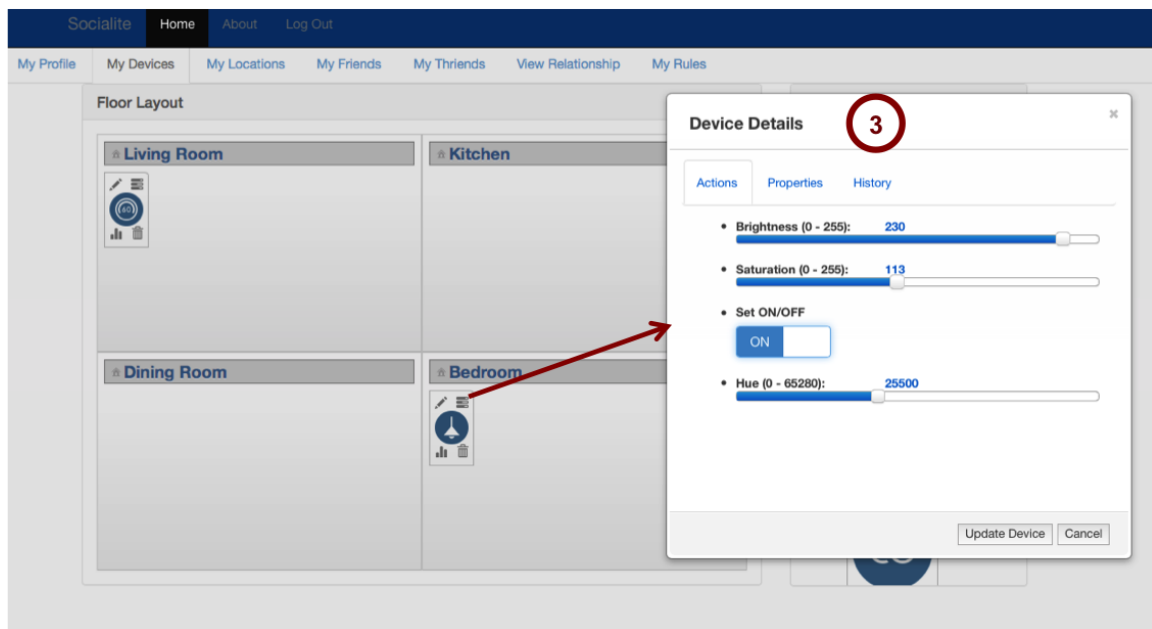 Socialite Home About Log Out
My Profile My Devices My Locations My Friends My Thriends View Relationship My Rules
Floor Layout
Living Room
Kitchen
60
Dining Room
Bedroom
Device Details
3
×
Actions Properties History
• Brightness (0 - 255): 230
• Saturation (0 - 255): 113
• Set ON/OFF
ON
• Hue (0 - 65280): 25500
Update Device Cancel